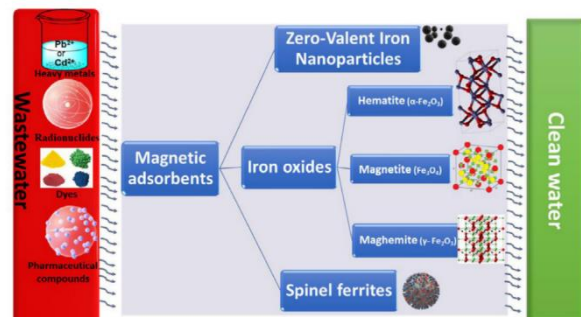 Wastewater
Pb²⁺
or
Cd²⁺
Heavy metals
Radionuclides
Dyes
Pharmaceutical
compounds
Magnetic
adsorbents
Zero-Valent Iron
Nanoparticles
Iron oxides
Hematite (α-Fe₂O₃)
Magnetite (Fe₃O₄)
Maghemite (γ- Fe₂O₃)
Spinel ferrites
Clean water